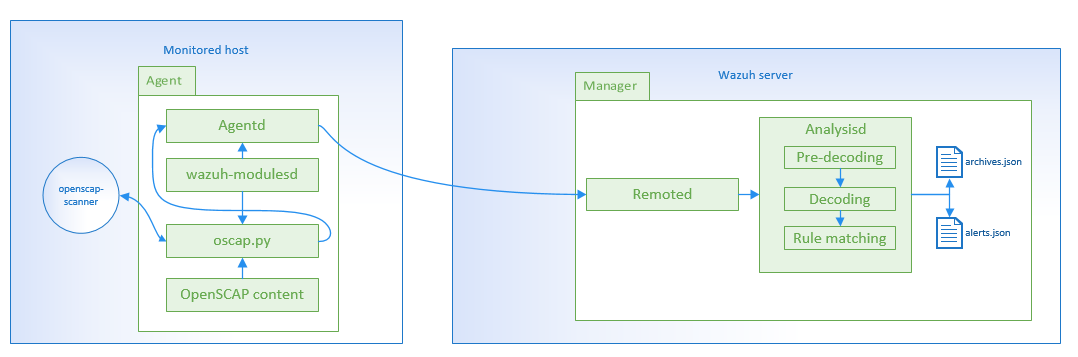 Monitored host
Agent
Agentd
wazuh-modulesd
openscap-
scanner
oscap.py
OpenSCAP content
Wazuh server
Manager
Remoted
Analysisd
Pre-decoding
Decoding
Rule matching
archives.json
alerts.json